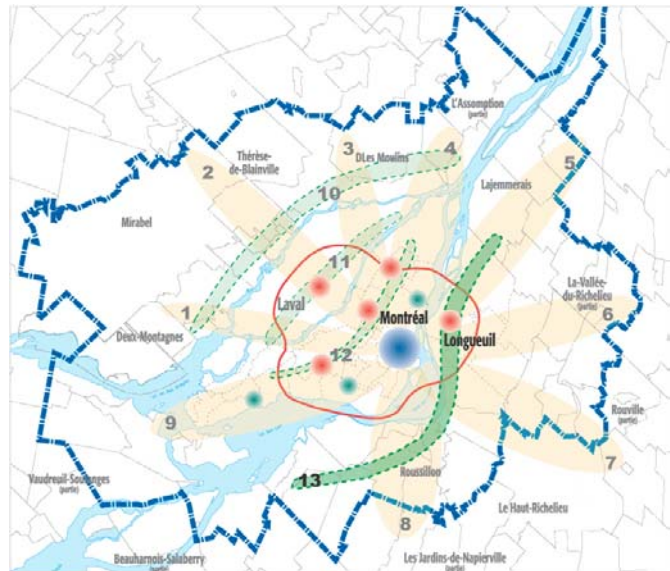 L'Assomption
(partie)
Thérèse-
de-Blainville
3
DLes Moulins
4
5
2
10
Lajemmerais
Mirabel
11
La-Vallée-
du-Richelieu
6
1
Laval
Deux-Montagnes
Montréal
Longueuil
12
9
Rouville
(partie)
7
13
Roussillon
Vaudreuil-Soulanges
(partie)
Le Haut-Richelieu
8
Beauharnois-Salaberry
(partie)
Les Jardins-de-Napierville
(partie)